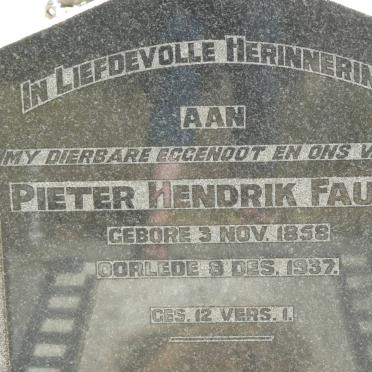 IN LIEFDEVOLLE HERINNERIN
AAN
MY DIERBARE EGGENOOT EN ONS V
PIETER HENDRIK FAU
GEBORE 3 NOV. 1858
OORLEDE 8 DES. 1937.
GES. 12 VERS. 1.